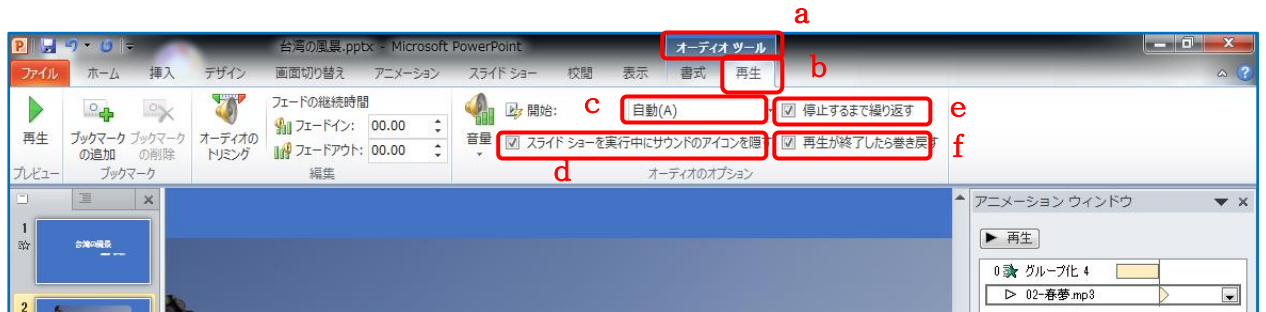 a
台湾の風景.pptx - Microsoft PowerPoint
オーディオ ツール
ファイル ホーム 挿入 デザイン 画面切り替え アニメーション スライド ショー 校閲 表示 書式 再生 b
再生
ブックマークの追加
ブックマークの削除
オーディオのトリミング
フェードの継続時間
フェードイン: 00.00
フェードアウト: 00.00
音量
開始: c 自動(A)
停止するまで繰り返す e
スライド ショーを実行中にサウンドのアイコンを隠す
再生が終了したら巻き戻す f
d
プレビュー ブックマーク 編集 オーディオのオプション
アニメーション ウィンドウ
再生
1
台湾の風景
0 グループ化 4
02-春夢.mp3
2